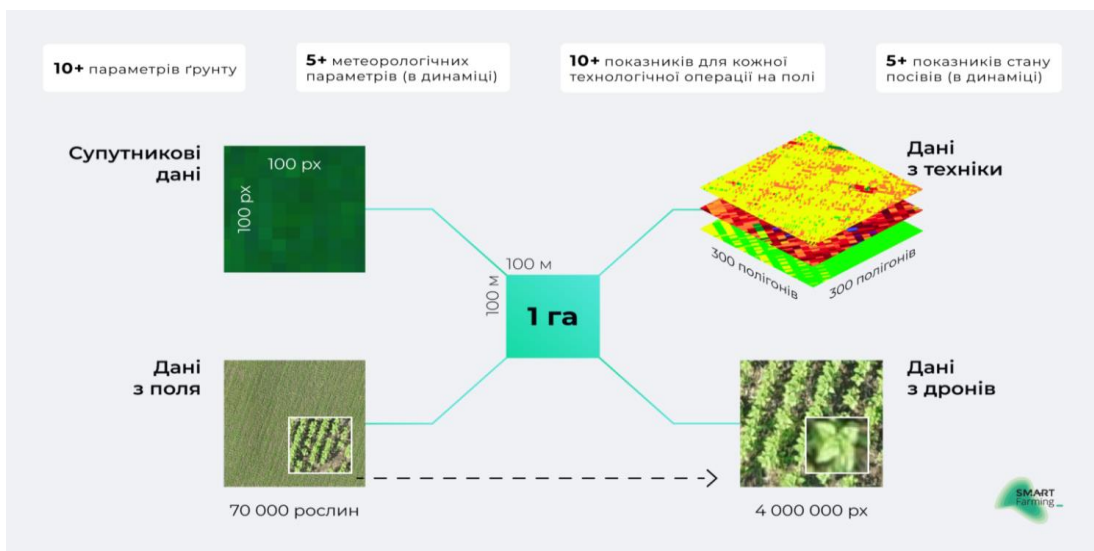 10+ параметрів ґрунту
5+ метеорологічних
параметрів (в динаміці)
10+ показників для кожної
технологічної операції на полі
5+ показників стану
посівів (в динаміці)
Супутникові
дані
100 px
100 px
Дані
з техніки
300 полігонів
300 полігонів
100 м
100 м
1 га
Дані
з поля
70 000 рослин
Дані
з дронів
4 000 000 px
SMART
Farming